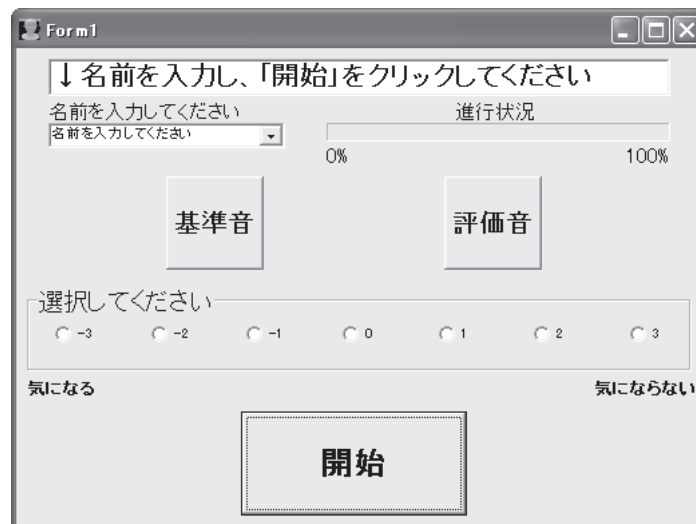 Form1
↓名前を入力し、「開始」をクリックしてください
名前を入力してください
進行状況
名前を入力してください
0%
100%
基準音
評価音
選択してください
-3 -2 -1 0 1 2 3
気になる
気にならない
開始